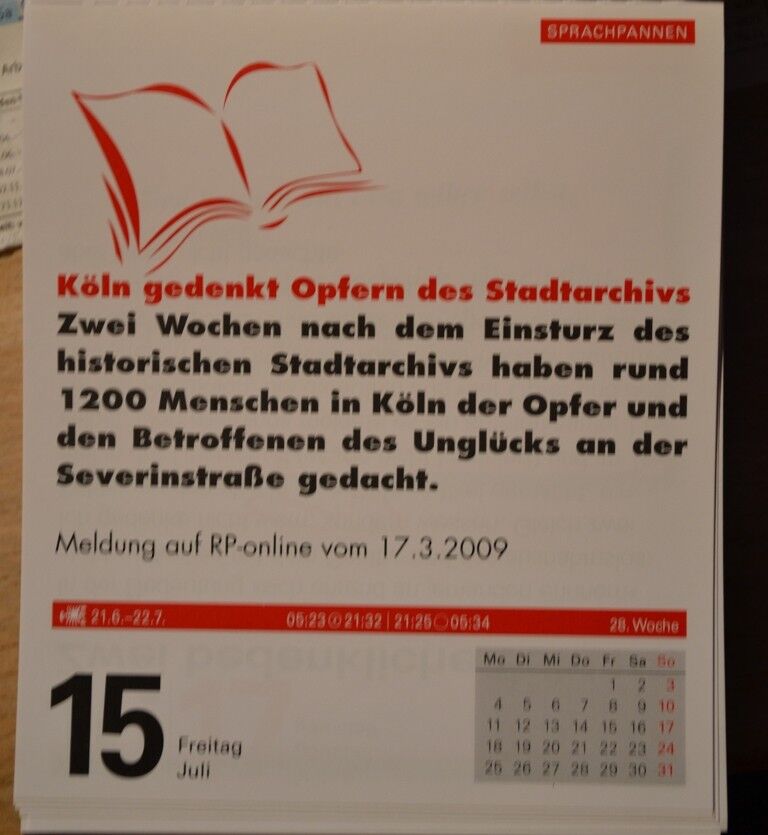 SPRACHPANNEN
Köln gedenkt Opfern des Stadtarchivs
Zwei Wochen nach dem Einsturz des
historischen Stadtarchivs haben rund
1200 Menschen in Köln der Opfer und
den Betroffenen des Unglücks an der
Severinstraße gedacht.
Meldung auf RP-online vom 17.3.2009
21.6.–22.7. 05:23 21:32 | 21:25 05:34 28. Woche
15 Freitag
Juli
Mo Di Mi Do Fr Sa So
1 2 3
4 5 6 7 8 9 10
11 12 13 14 15 16 17
18 19 20 21 22 23 24
25 26 27 28 29 30 31